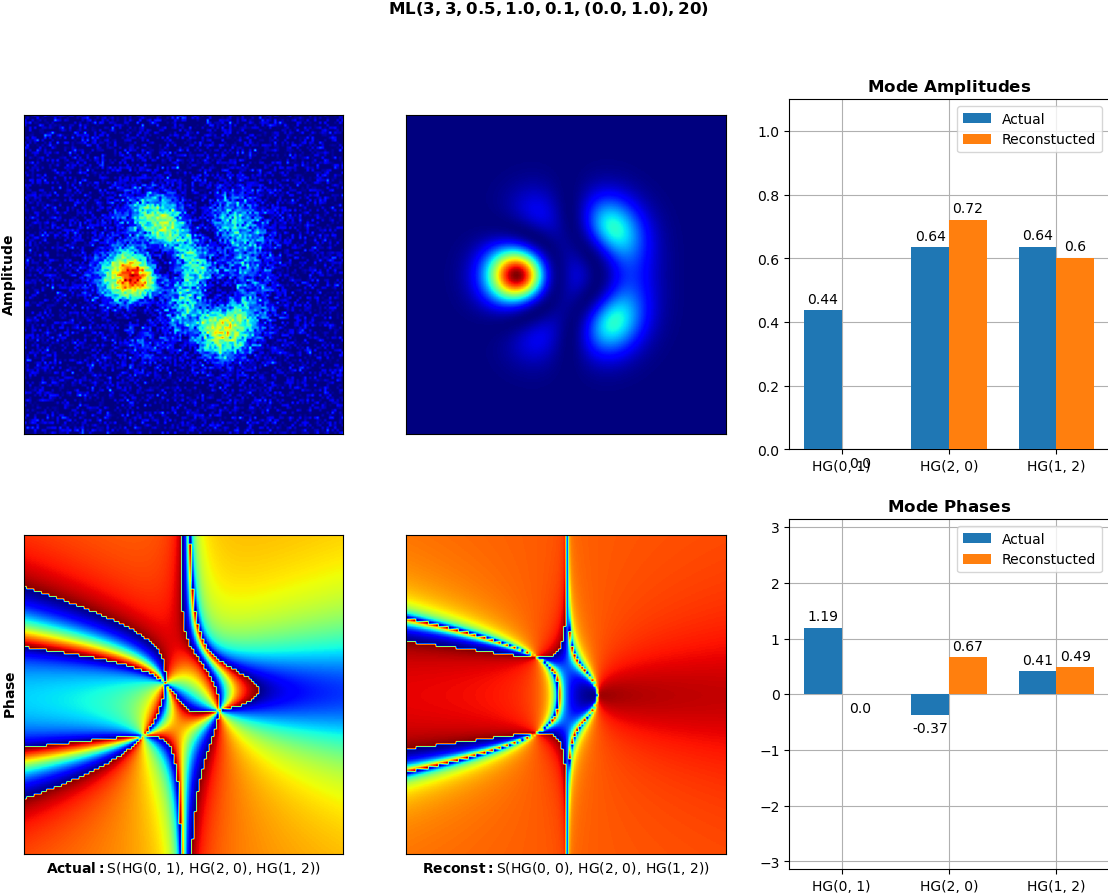 ML(3, 3, 0.5, 1.0, 0.1, (0.0, 1.0), 20)
Amplitude
Mode Amplitudes
Actual
Reconstucted
1.0
0.8
0.6
0.4
0.2
0.0
0.44
0.0
0.64
0.72
0.64
0.6
HG(0, 1)
HG(2, 0)
HG(1, 2)
Phase
Actual: S(HG(0, 1), HG(2, 0), HG(1, 2))
Reconst: S(HG(0, 0), HG(2, 0), HG(1, 2))
Mode Phases
Actual
Reconstucted
3
2
1
0
−1
−2
−3
1.19
0.0
-0.37
0.67
0.41
0.49
HG(0, 1)
HG(2, 0)
HG(1, 2)